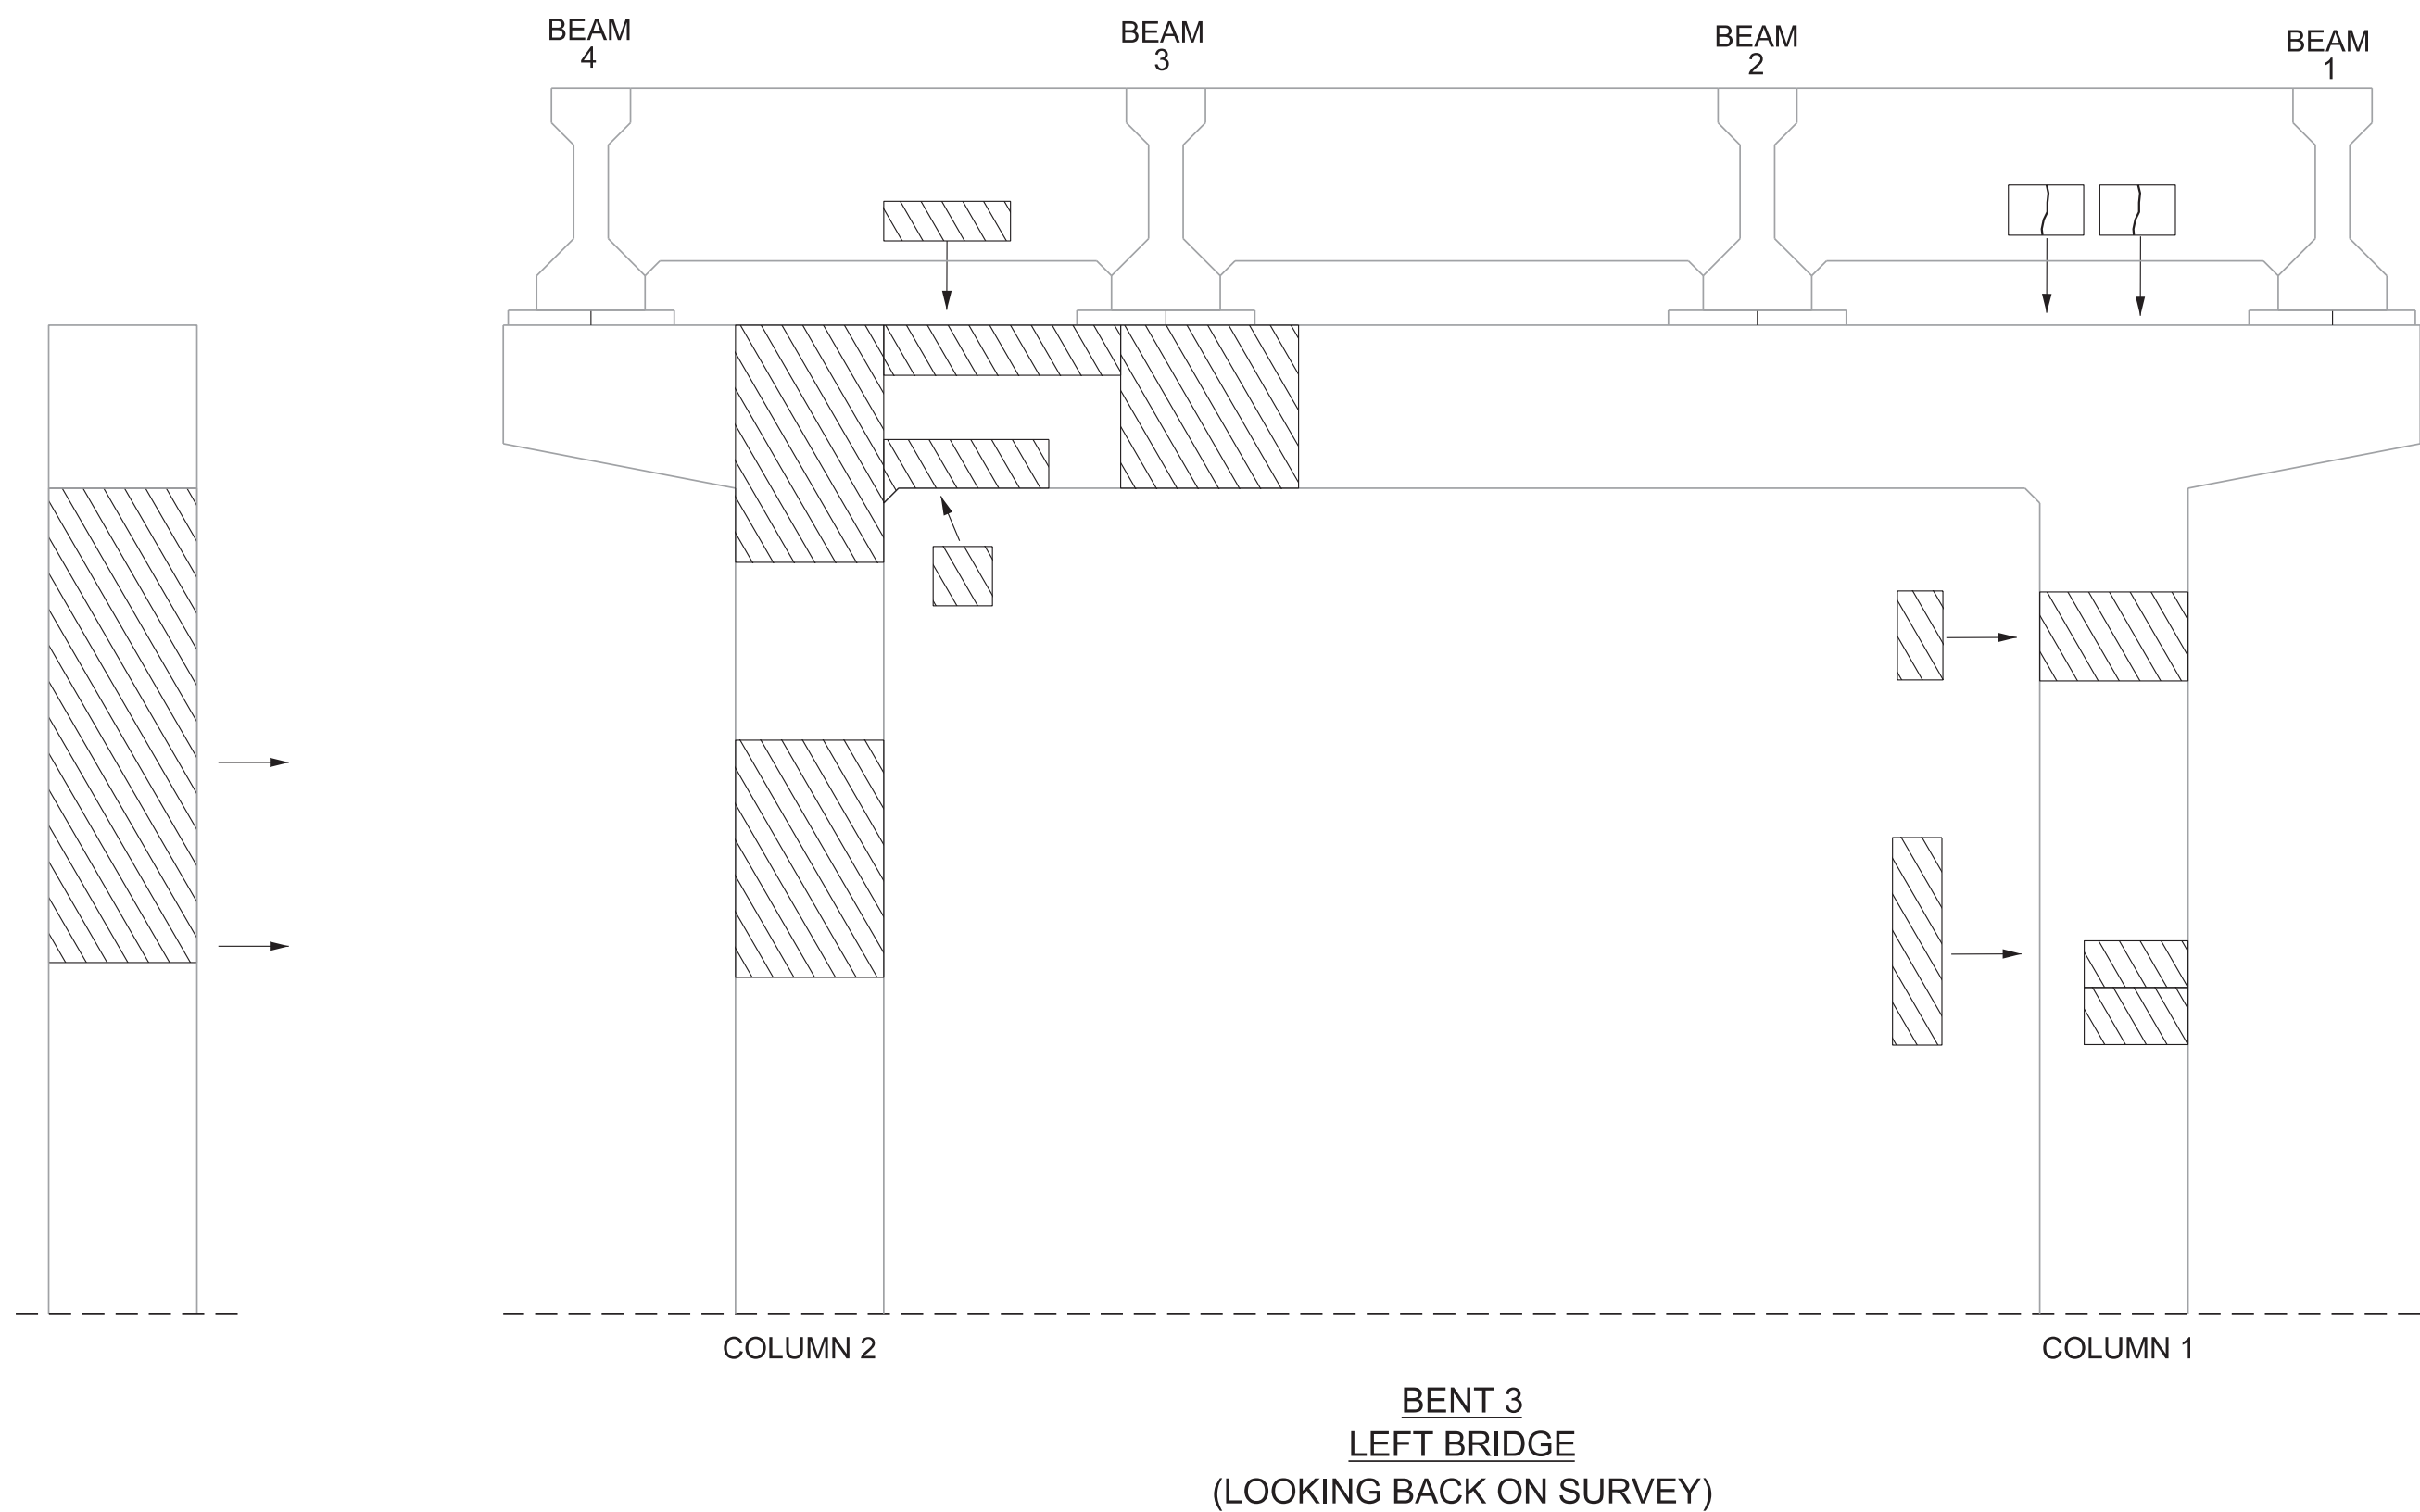 BEAM
4
BEAM
3
BEAM
2
BEAM
1
COLUMN 2
COLUMN 1
BENT 3
LEFT BRIDGE
(LOOKING BACK ON SURVEY)